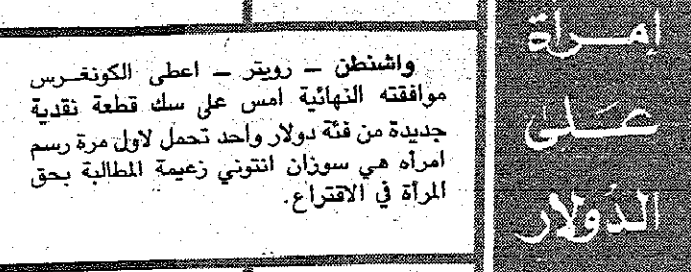 إمرأة
على
الدولار
واشنطن – رويتر – اعطى الكونغرس
موافقته النهائية امس على سك قطعة نقدية
جديدة من فئة دولار واحد تحمل لاول مرة رسم
امرأه هي سوزان انتوني زعيمة المطالبة بحق
المرأة في الاقتراع.